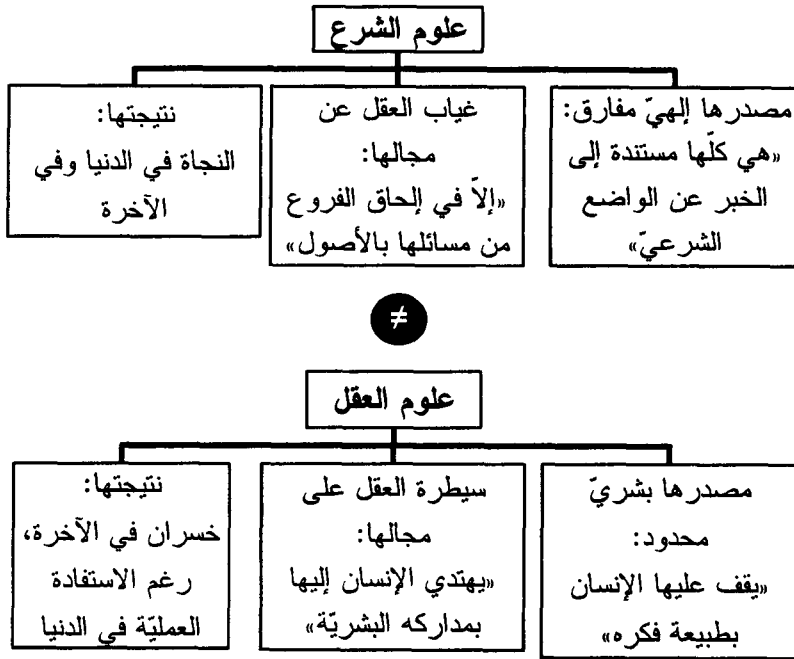 علوم الشرع
مصدرها إلهيّ مفارق:
«هي كلّها مستندة إلى
الخبر عن الواضع
الشرعيّ»
غياب العقل عن
مجالها:
«إلاّ في إلحاق الفروع
من مسائلها بالأصول»
نتيجتها:
النجاة في الدنيا وفي
الآخرة
≠
علوم العقل
مصدرها بشريّ
محدود:
«يقف عليها الإنسان
بطبيعة فكره»
سيطرة العقل على
مجالها:
«يهتدي الإنسان إليها
بمداركه البشريّة»
نتيجتها:
خسران في الآخرة،
رغم الاستفادة
العمليّة في الدنيا